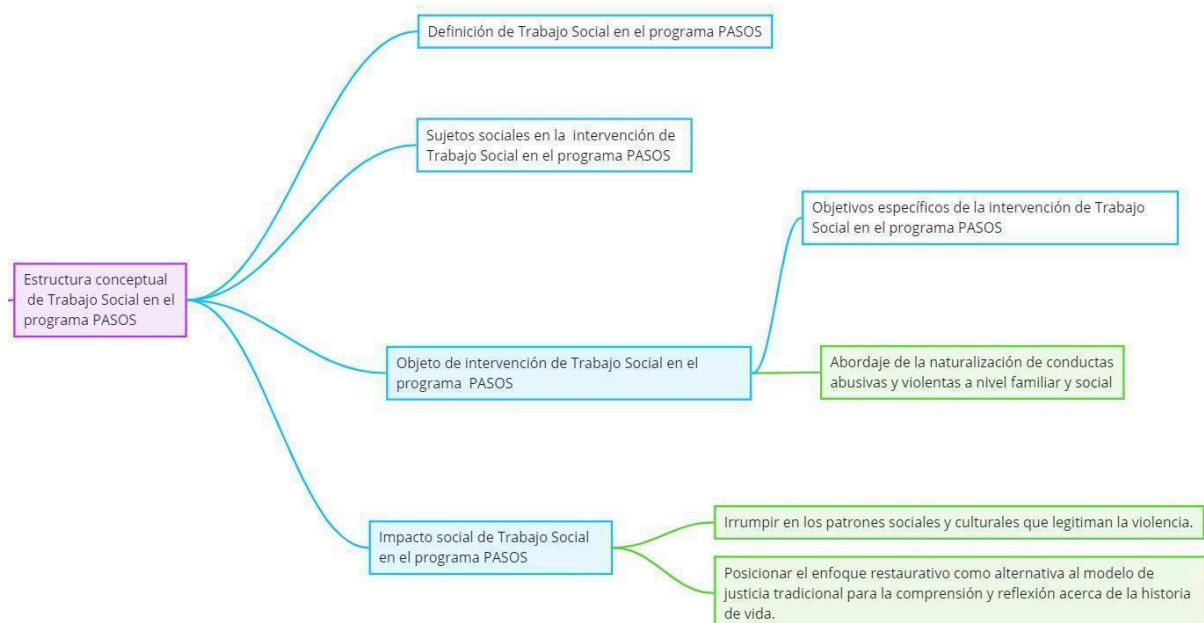 Definición de Trabajo Social en el programa PASOS
Sujetos sociales en la intervención de
Trabajo Social en el programa PASOS
Objetivos específicos de la intervención de Trabajo
Social en el programa PASOS
Estructura conceptual
de Trabajo Social en el
programa PASOS
Objeto de intervención de Trabajo Social en el
programa PASOS
Abordaje de la naturalización de conductas
abusivas y violentas a nivel familiar y social
Impacto social de Trabajo Social
en el programa PASOS
Irrumpir en los patrones sociales y culturales que legitiman la violencia.
Posicionar el enfoque restaurativo como alternativa al modelo de
justicia tradicional para la comprensión y reflexión acerca de la historia
de vida.